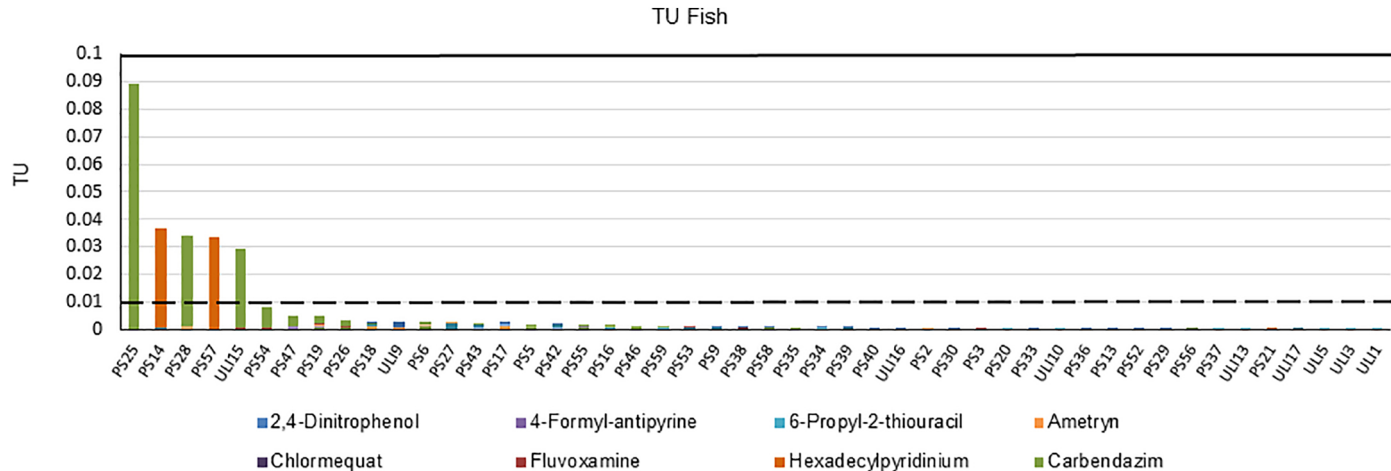 TU Fish
TU
0.1
0.09
0.08
0.07
0.06
0.05
0.04
0.03
0.02
0.01
0
PS25 PS14 PS28 PS57 ULI15 PS54 PS47 PS19 PS26 PS18 ULI9 PS6 PS27 PS43 PS17 PS5 PS42 PS55 PS16 PS46 PS59 PS53 PS9 PS38 PS58 PS35 PS34 PS39 PS40 ULI16 PS2 PS30 PS3 PS20 PS33 ULI10 PS36 PS13 PS52 PS29 PS56 PS37 ULI13 PS21 ULI17 ULI5 ULI3 ULI1
2,4-Dinitrophenol 4-Formyl-antipyrine 6-Propyl-2-thiouracil Ametryn
Chlormequat Fluvoxamine Hexadecylpyridinium Carbendazim